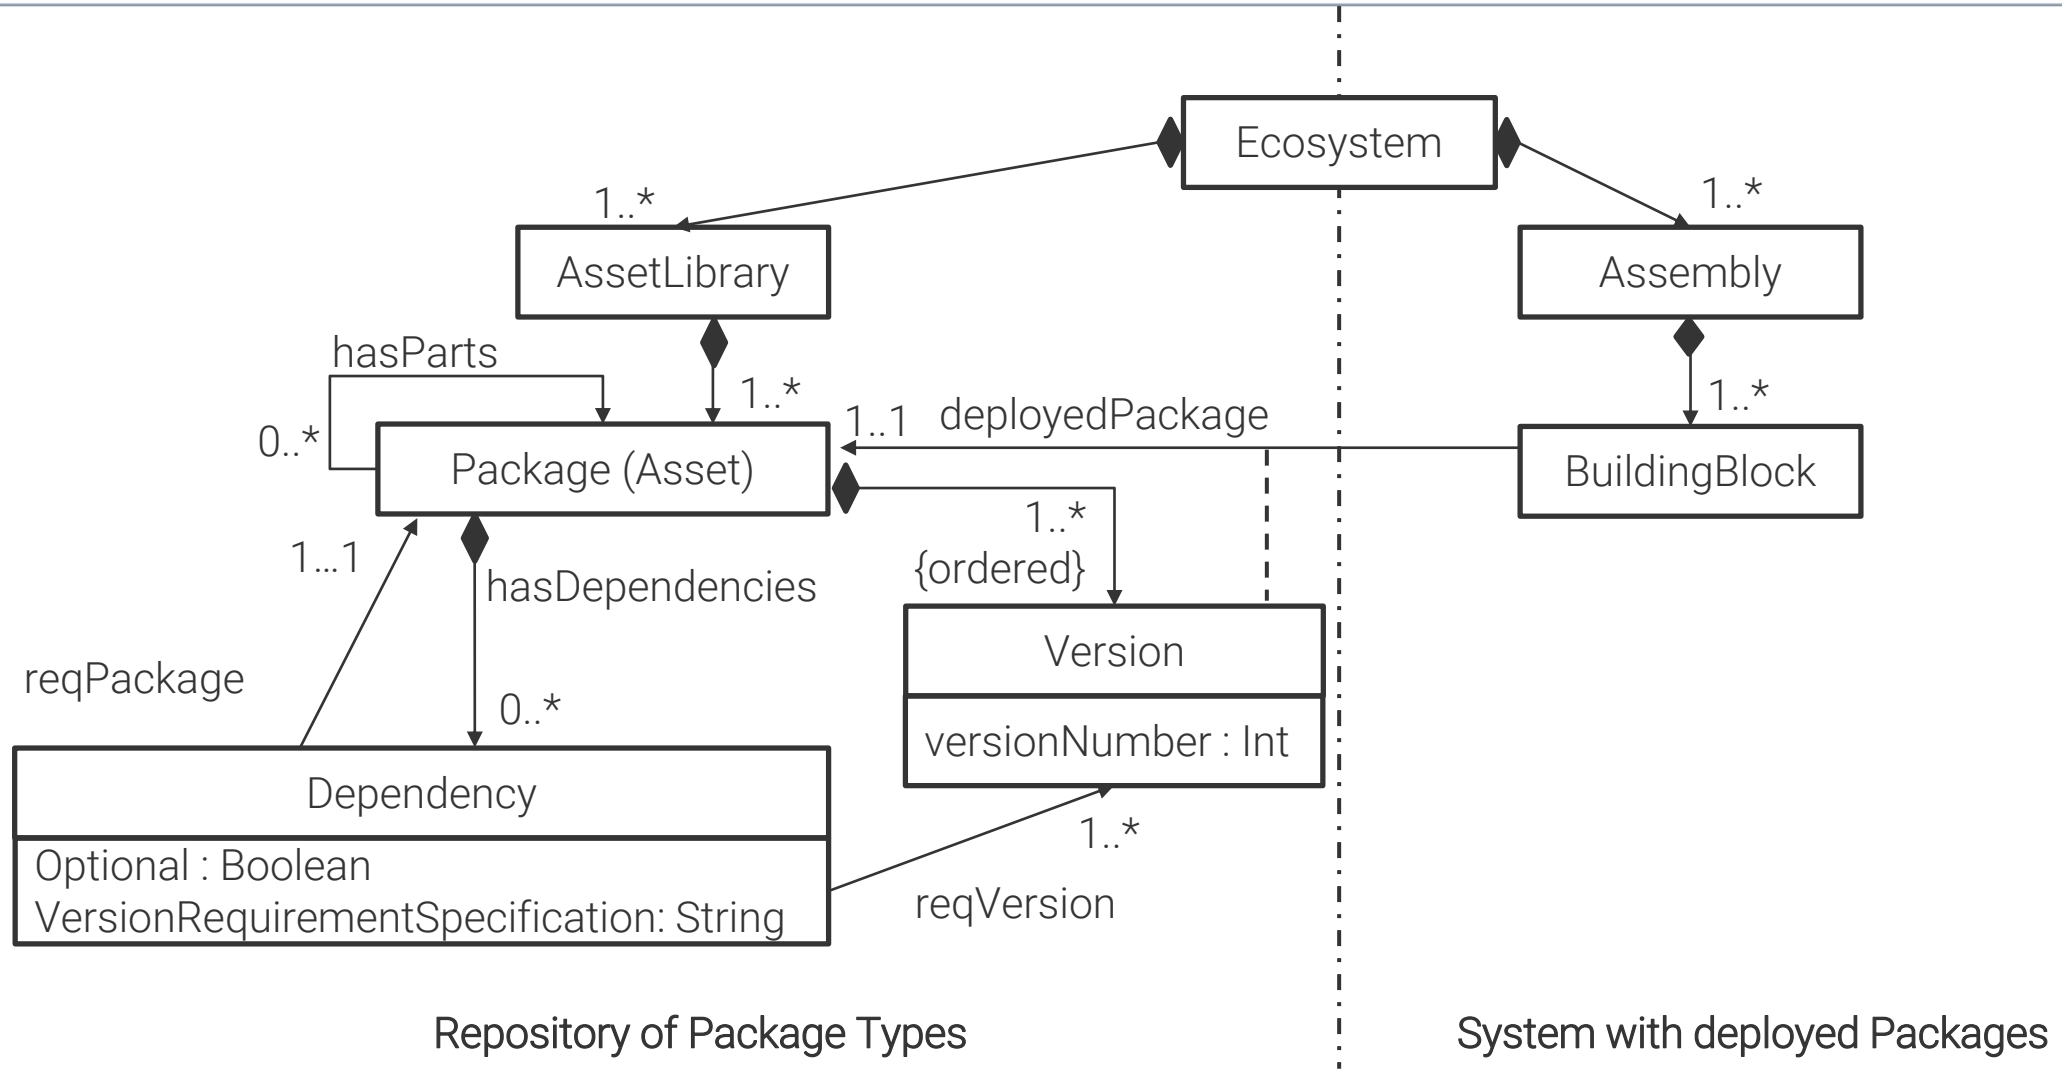 Ecosystem
1..*
1..*
AssetLibrary
Assembly
hasParts
1..*
1..*
0..*
1..1
deployedPackage
Package (Asset)
BuildingBlock
1..*
1...1
{ordered}
hasDependencies
Version
reqPackage
0..*
versionNumber : Int
Dependency
1..*
Optional : Boolean
VersionRequirementSpecification: String
reqVersion
Repository of Package Types
System with deployed Packages